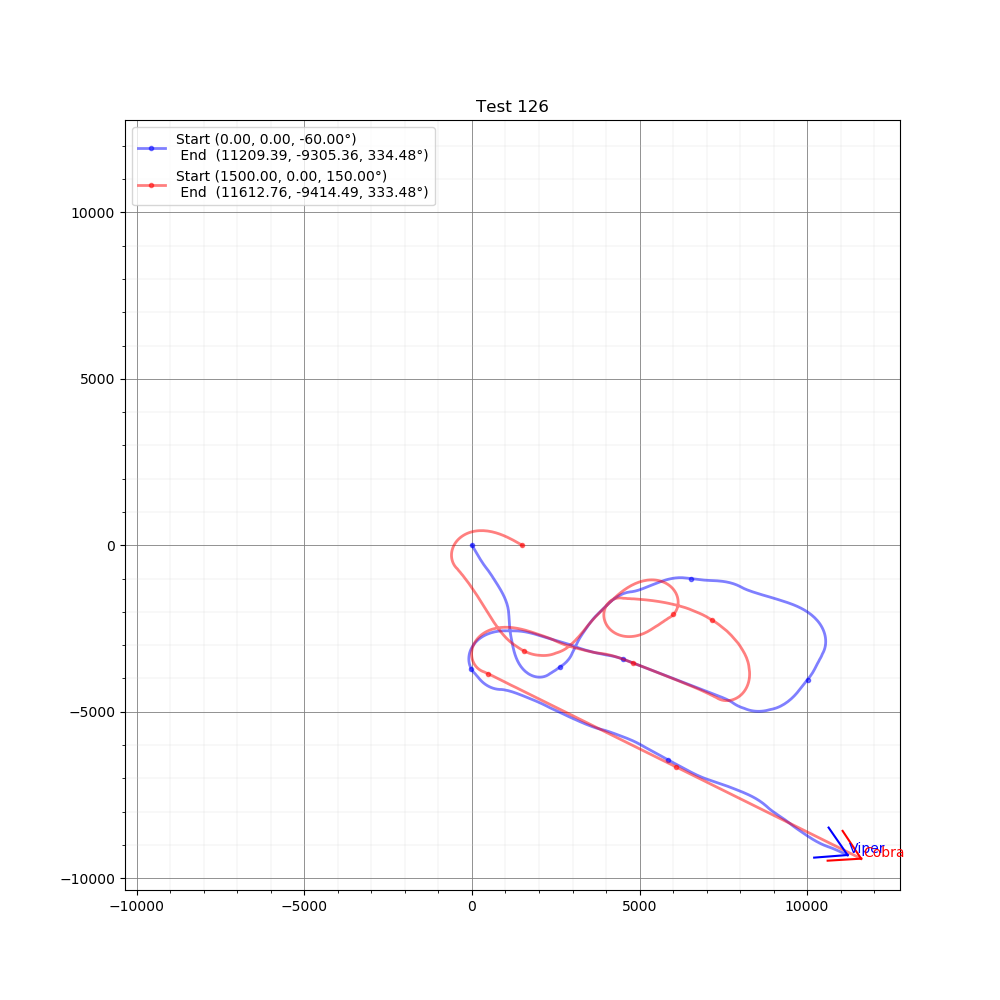 Test 126
Start (0.00, 0.00, -60.00°)
End (11209.39, -9305.36, 334.48°)
Start (1500.00, 0.00, 150.00°)
End (11612.76, -9414.49, 333.48°)
10000
5000
0
−5000
−10000
Viper
Cobra
−10000 −5000 0 5000 10000